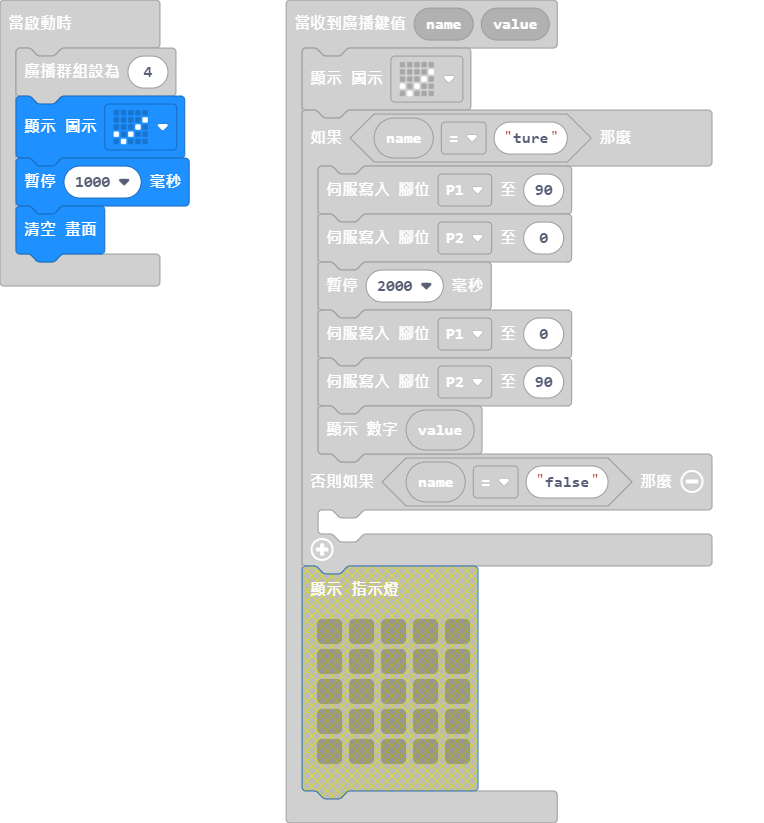 當啟動時
廣播群組設為 4
顯示 圖示
暫停 1000 毫秒
清空 畫面
當收到廣播鍵值 name value
顯示 圖示
如果 name = "ture" 那麼
伺服寫入 腳位 P1 至 90
伺服寫入 腳位 P2 至 0
暫停 2000 毫秒
伺服寫入 腳位 P1 至 0
伺服寫入 腳位 P2 至 90
顯示 數字 value
否則如果 name = "false" 那麼
顯示 指示燈